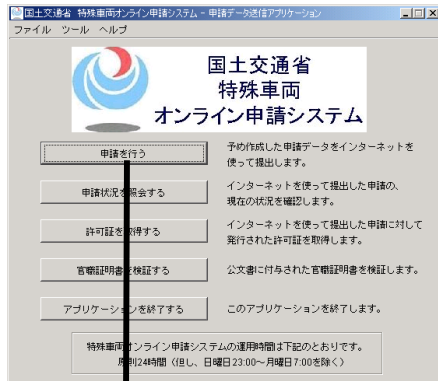 国土交通省 特殊車両オンライン申請システム - 申請データ送信アプリケーション
ファイル ツール ヘルプ
国土交通省
特殊車両
オンライン申請システム
申請を行う
予め作成した申請データをインターネットを
使って提出します。
申請状況を照会する
インターネットを使って提出した申請の、
現在の状況を確認します。
許可証を取得する
インターネットを使って提出した申請に対して
発行された許可証を取得します。
官職証明書を検証する
公文書に付与された官職証明書を検証します。
アプリケーションを終了する
このアプリケーションを終了します。
特殊車両オンライン申請システムの運用時間は下記のとおりです。
原則24時間（但し、日曜日23:00～月曜日7:00を除く）